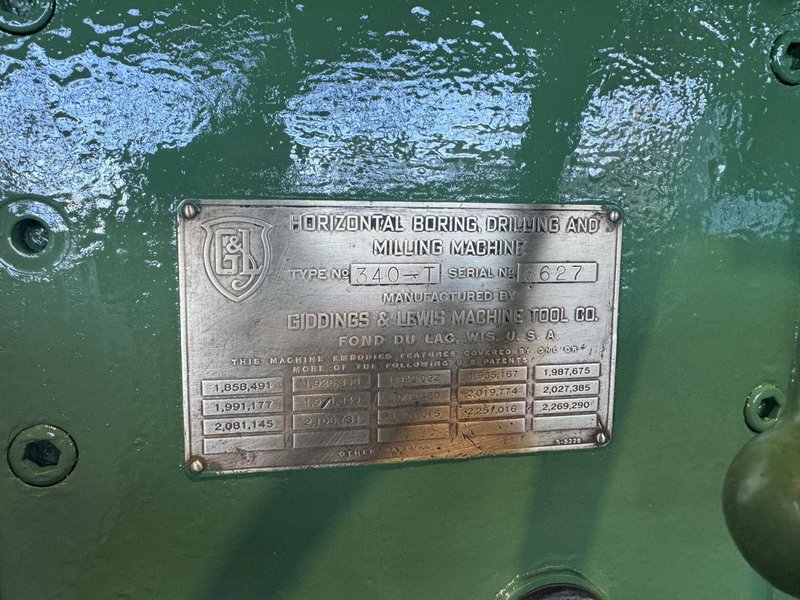 G&L
HORIZONTAL BORING, DRILLING AND
MILLING MACHINE
TYPE No 340-T SERIAL No 6627
MANUFACTURED BY
GIDDINGS & LEWIS MACHINE TOOL CO.
FOND DU LAC, WIS. U. S. A.
THIS MACHINE EMBODIES FEATURES COVERED BY ONE OR
MORE OF THE FOLLOWING U.S. PATENTS
1,858,491 1,965,167 1,987,675
1,991,177 2,019,774 2,027,385
2,081,145 2,251,016 2,269,290
OTHER